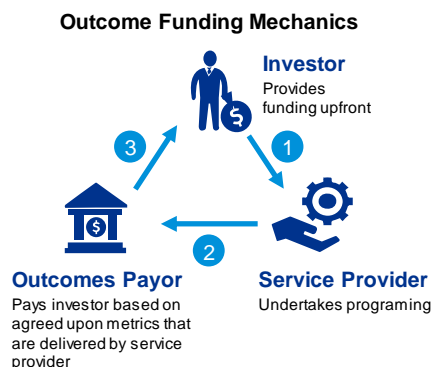 Outcome Funding Mechanics
Investor
Provides
funding upfront
$
3
1
$
2
Outcomes Payor
Pays investor based on
agreed upon metrics that
are delivered by service
provider
Service Provider
Undertakes programing